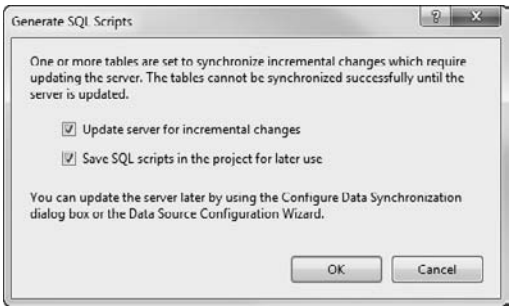 Generate SQL Scripts
One or more tables are set to synchronize incremental changes which require
updating the server. The tables cannot be synchronized successfully until the
server is updated.
Update server for incremental changes
Save SQL scripts in the project for later use
You can update the server later by using the Configure Data Synchronization
dialog box or the Data Source Configuration Wizard.
OK
Cancel